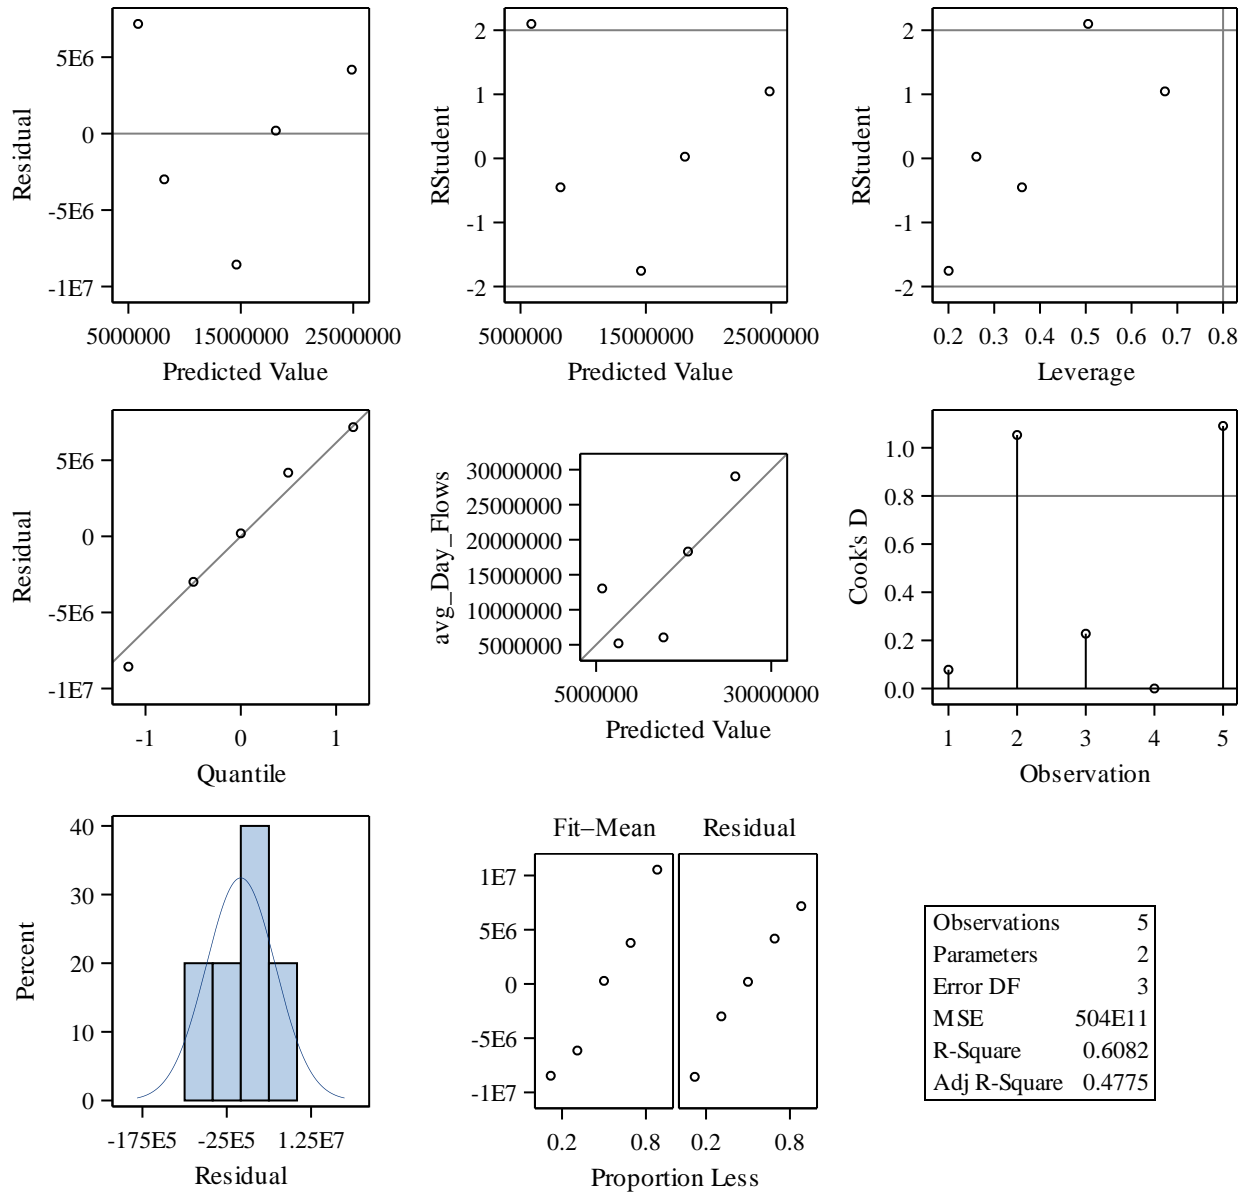 Residual
5E6
0
-5E6
-1E7
5000000 15000000 25000000
Predicted Value
RStudent
2
1
0
-1
-2
5000000 15000000 25000000
Predicted Value
RStudent
2
1
0
-1
-2
0.2 0.3 0.4 0.5 0.6 0.7 0.8
Leverage
Residual
5E6
0
-5E6
-1E7
-1 0 1
Quantile
avg_Day_Flows
30000000
25000000
20000000
15000000
10000000
5000000
5000000 30000000
Predicted Value
Cook's D
1.0
0.8
0.6
0.4
0.2
0.0
1 2 3 4 5
Observation
Percent
40
30
20
10
0
-175E5 -25E5 1.25E7
Residual
Fit–Mean Residual
1E7
5E6
0
-5E6
-1E7
0.2 0.8 0.2 0.8
Proportion Less
Observations 5
Parameters 2
Error DF 3
MSE 504E11
R-Square 0.6082
Adj R-Square 0.4775